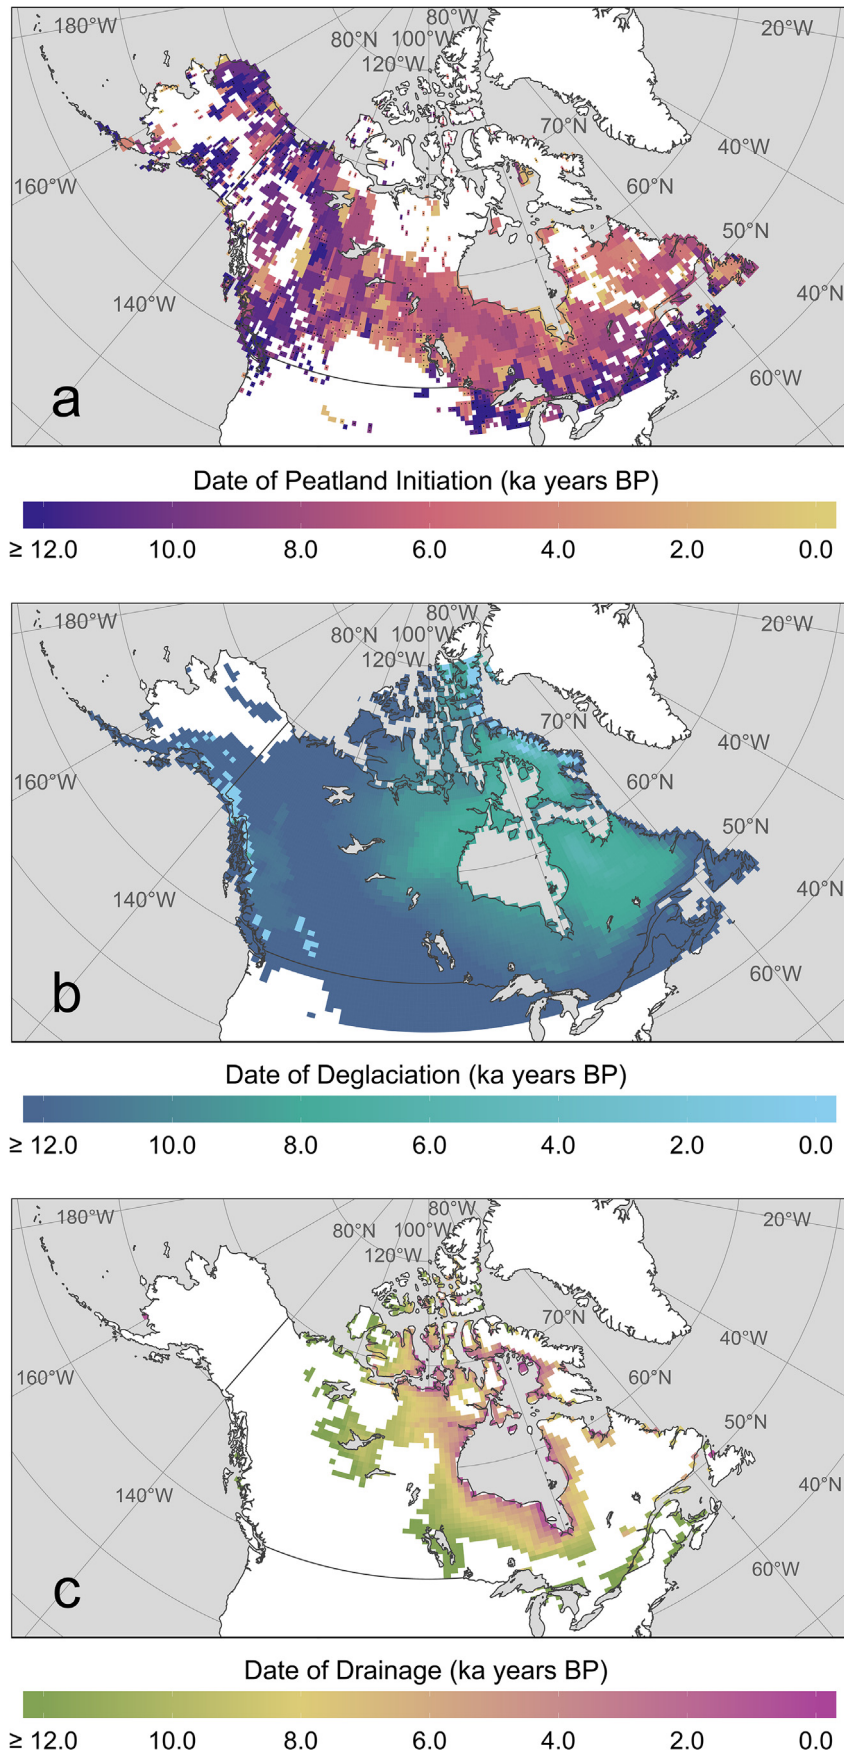 180°W
80°W
20°W
80°N
100°W
120°W
70°N
40°W
160°W
60°N
50°N
140°W
40°N
60°W
a
Date of Peatland Initiation (ka years BP)
≥ 12.0 10.0 8.0 6.0 4.0 2.0 0.0
180°W
80°W
20°W
80°N
100°W
120°W
70°N
40°W
160°W
60°N
50°N
140°W
40°N
60°W
b
Date of Deglaciation (ka years BP)
≥ 12.0 10.0 8.0 6.0 4.0 2.0 0.0
180°W
80°W
20°W
80°N
100°W
120°W
70°N
40°W
160°W
60°N
50°N
140°W
40°N
60°W
c
Date of Drainage (ka years BP)
≥ 12.0 10.0 8.0 6.0 4.0 2.0 0.0